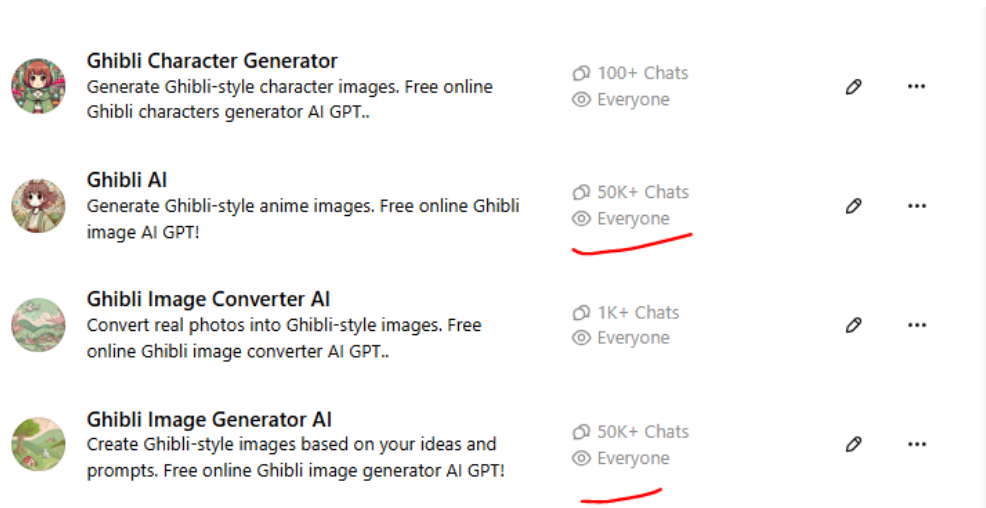 Ghibli Character Generator
Generate Ghibli-style character images. Free online
Ghibli characters generator AI GPT..
100+ Chats
Everyone
Ghibli AI
Generate Ghibli-style anime images. Free online Ghibli
image AI GPT!
50K+ Chats
Everyone
Ghibli Image Converter AI
Convert real photos into Ghibli-style images. Free
online Ghibli image converter AI GPT..
1K+ Chats
Everyone
Ghibli Image Generator AI
Create Ghibli-style images based on your ideas and
prompts. Free online Ghibli image generator AI GPT!
50K+ Chats
Everyone